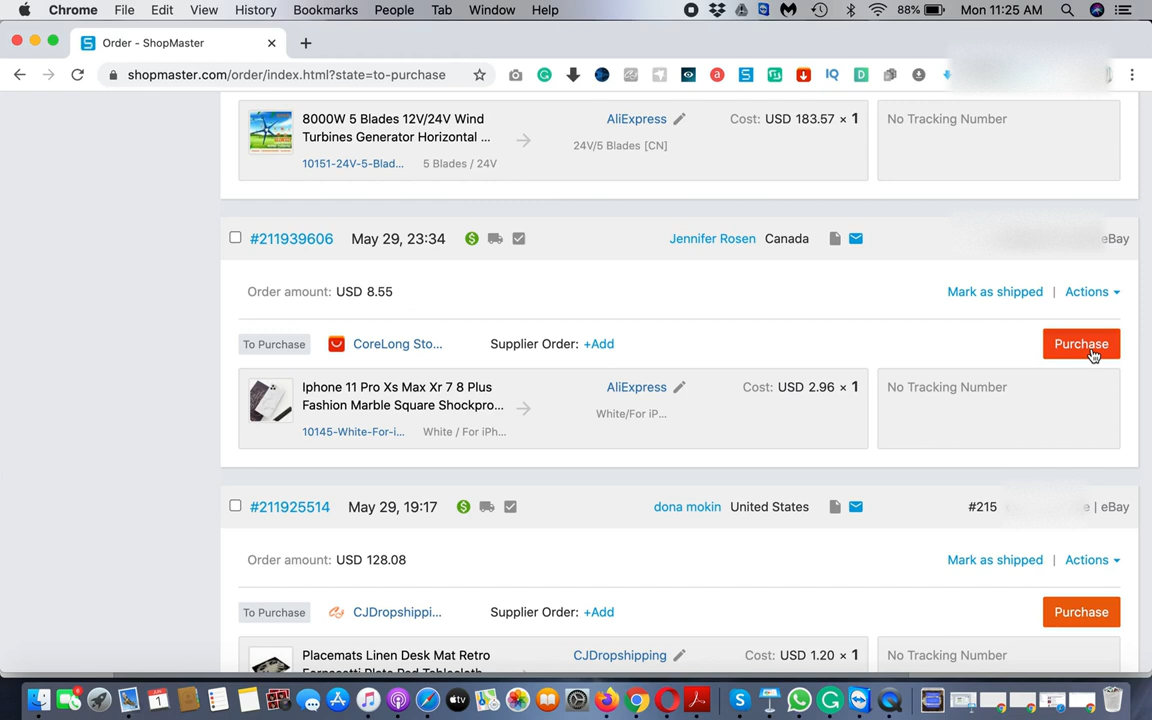 Chrome File Edit View History Bookmarks People Tab Window Help 88% Mon 11:25 AM
Order - ShopMaster
shopmaster.com/order/index.html?state=to-purchase
8000W 5 Blades 12V/24V Wind
Turbines Generator Horizontal ...
10151-24V-5-Blad... 5 Blades / 24V
AliExpress
24V/5 Blades [CN]
Cost: USD 183.57 × 1
No Tracking Number
#211939606 May 29, 23:34 Jennifer Rosen Canada eBay
Order amount: USD 8.55 Mark as shipped | Actions
To Purchase CoreLong Sto... Supplier Order: +Add Purchase
Iphone 11 Pro Xs Max Xr 7 8 Plus
Fashion Marble Square Shockpro...
10145-White-For-i... White / For iPh...
AliExpress
White/For iP...
Cost: USD 2.96 × 1
No Tracking Number
#211925514 May 29, 19:17 dona mokin United States #215 e | eBay
Order amount: USD 128.08 Mark as shipped | Actions
To Purchase CJDropshippi... Supplier Order: +Add Purchase
Placemats Linen Desk Mat Retro
CJDropshipping
Cost: USD 1.20 × 1
No Tracking Number